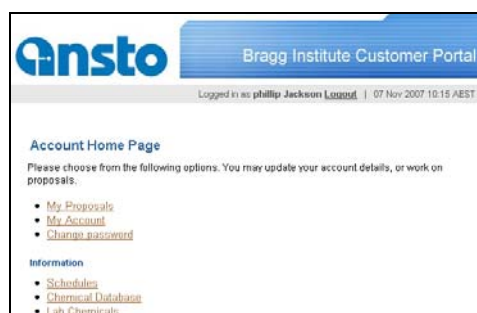 ansto
Bragg Institute Customer Portal
Logged in as phillip Jackson Logout | 07 Nov 2007 10:15 AEST
Account Home Page
Please choose from the following options. You may update your account details, or work on
proposals.
My Proposals
My Account
Change password
Information
Schedules
Chemical Database
Lab Chemicals